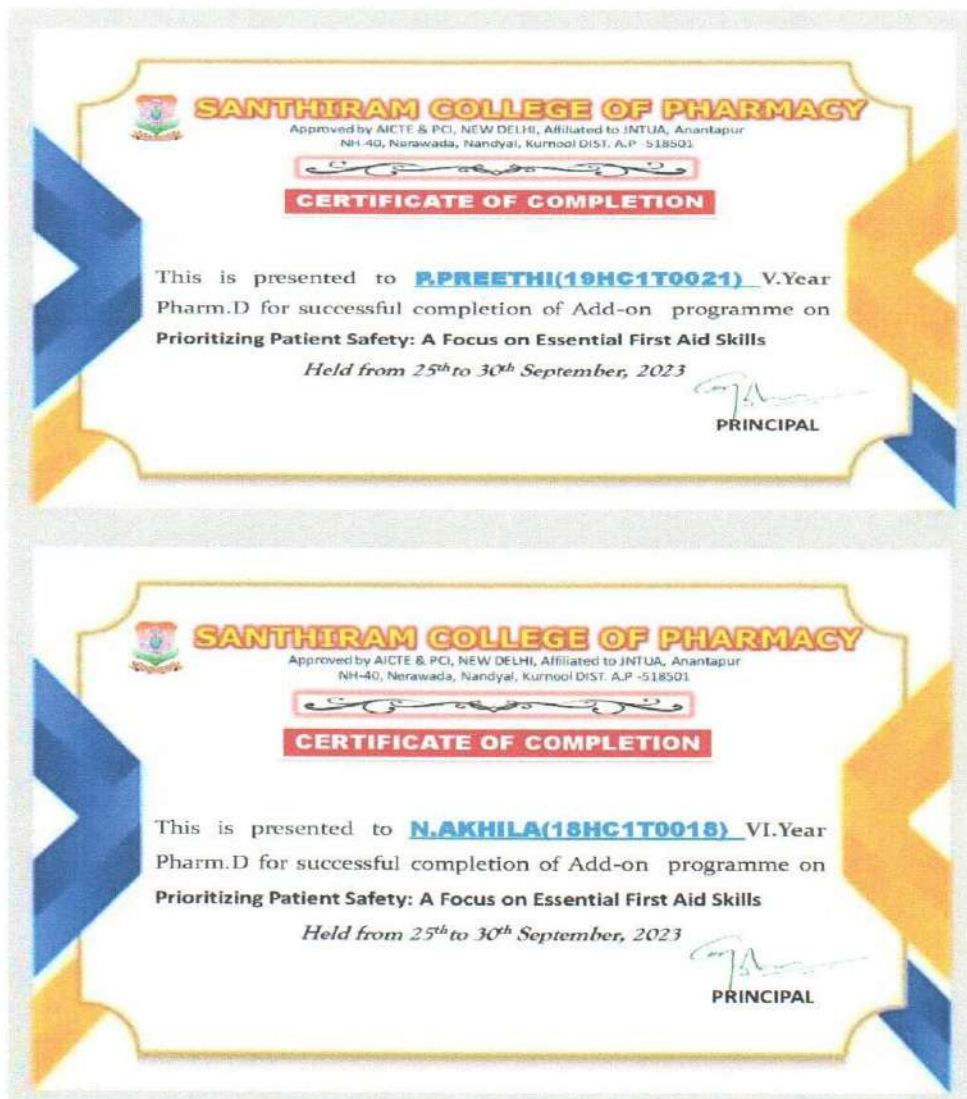 SANTHIRAM COLLEGE OF PHARMACY
Approved by AICTE & PCI, NEW DELHI, Affiliated to JNTUA, Anantapur
NH-40, Nerawada, Nandyal, Kurnool DIST. A.P -518501
CERTIFICATE OF COMPLETION
This is presented to P.PREETHI(19HC1T0021) V.Year
Pharm.D for successful completion of Add-on programme on
Prioritizing Patient Safety: A Focus on Essential First Aid Skills
Held from 25th to 30th September, 2023
PRINCIPAL
SANTHIRAM COLLEGE OF PHARMACY
Approved by AICTE & PCI, NEW DELHI, Affiliated to JNTUA, Anantapur
NH-40, Nerawada, Nandyal, Kurnool DIST. A.P -518501
CERTIFICATE OF COMPLETION
This is presented to N.AKHILA(18HC1T0018) VI.Year
Pharm.D for successful completion of Add-on programme on
Prioritizing Patient Safety: A Focus on Essential First Aid Skills
Held from 25th to 30th September, 2023
PRINCIPAL